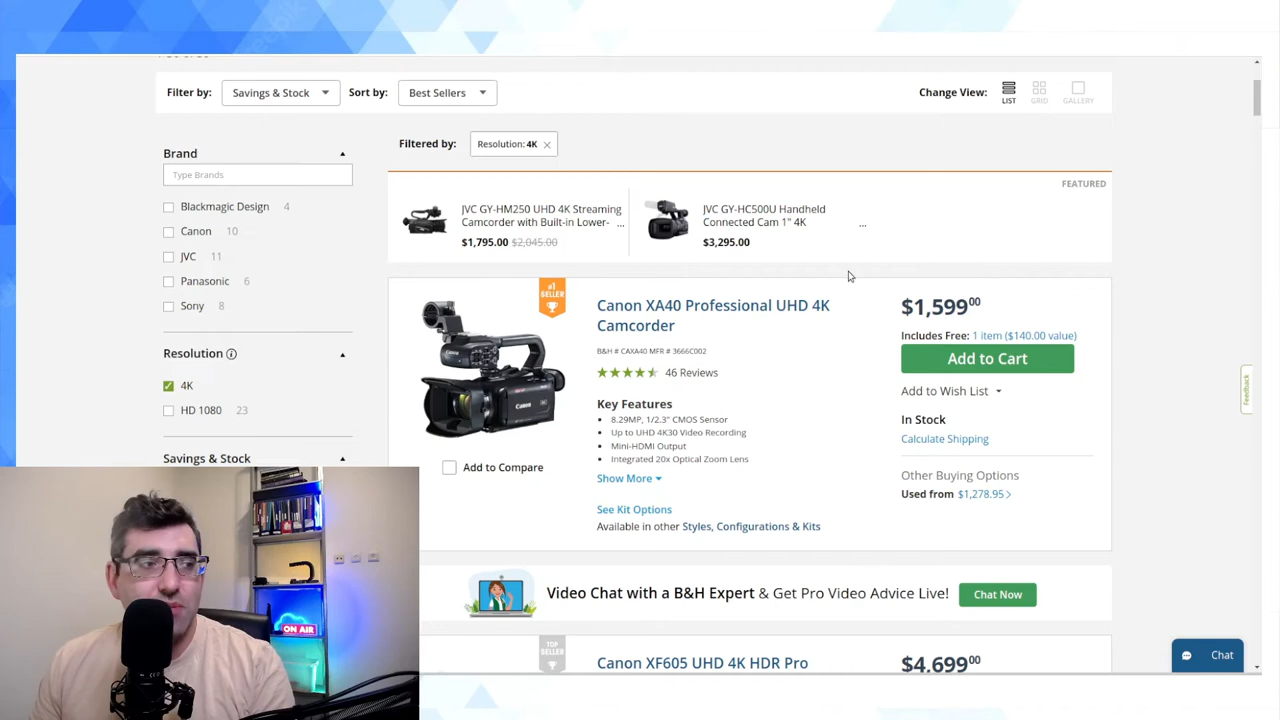 Filter by: Savings & Stock Sort by: Best Sellers Change View: LIST GRID GALLERY
Filtered by: Resolution: 4K
Brand
Type Brands
Blackmagic Design 4
Canon 10
JVC 11
Panasonic 6
Sony 8
Resolution
4K
HD 1080 23
Savings & Stock
FEATURED
JVC GY-HM250 UHD 4K Streaming
Camcorder with Built-in Lower- ...
$1,795.00 $2,045.00
JVC GY-HC500U Handheld
Connected Cam 1" 4K ...
$3,295.00
#1
SELLER
Canon
Add to Compare
Canon XA40 Professional UHD 4K
Camcorder
B&H # CAXA40 MFR # 3666C002
46 Reviews
Key Features
8.29MP, 1/2.3" CMOS Sensor
Up to UHD 4K30 Video Recording
Mini-HDMI Output
Integrated 20x Optical Zoom Lens
Show More
See Kit Options
Available in other Styles, Configurations & Kits
$1,599 00
Includes Free: 1 item ($140.00 value)
Add to Cart
Add to Wish List
In Stock
Calculate Shipping
Other Buying Options
Used from $1,278.95
Feedback
Video Chat with a B&H Expert & Get Pro Video Advice Live! Chat Now
TOP
SELLER
Canon XF605 UHD 4K HDR Pro
$4,699 00
Chat
ON AIR